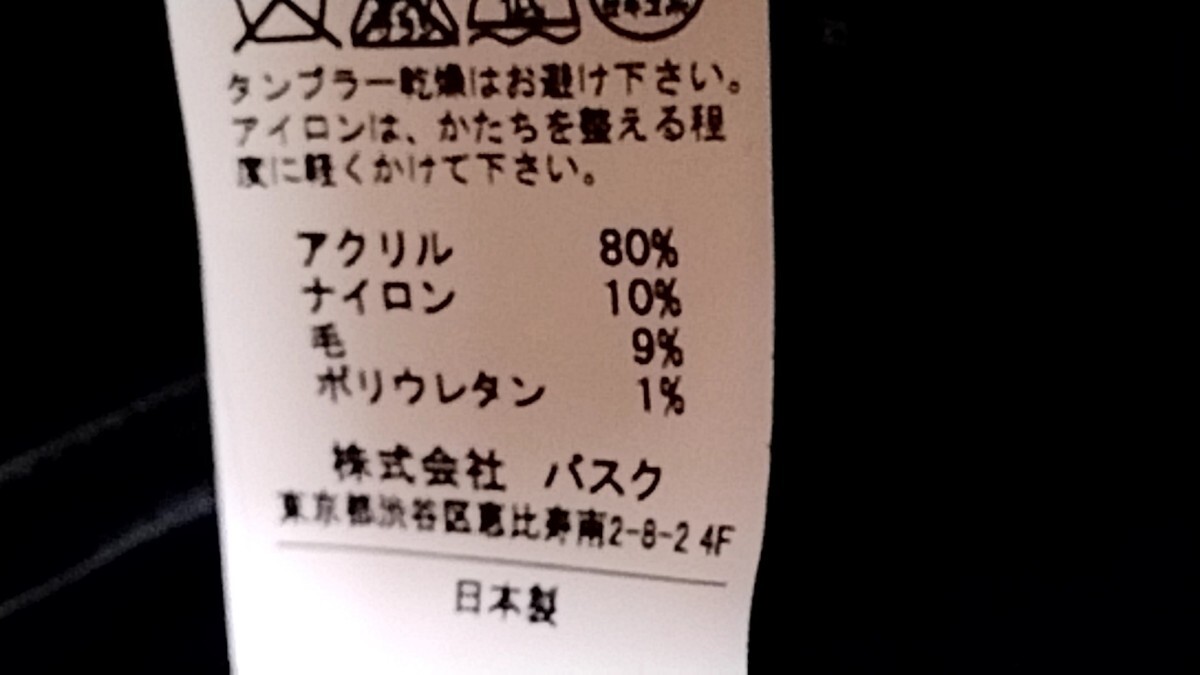 タンブラー乾燥はお避け下さい。
アイロンは、かたちを整える程
度に軽くかけて下さい。
アクリル 80%
ナイロン 10%
毛 9%
ポリウレタン 1%
株式会社 パスク
東京都渋谷区恵比寿南2-8-2 4F
日本製